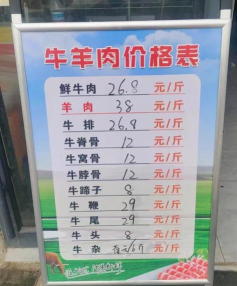 牛羊肉价格表
鲜牛肉 26.8 元/斤
羊肉 38 元/斤
牛排 26.8 元/斤
牛脊骨 12 元/斤
牛窝骨 12 元/斤
牛脖骨 12 元/斤
牛蹄子 8 元/斤
牛鞭 29 元/斤
牛尾 29 元/斤
牛头 8 元/斤
牛杂 元/斤